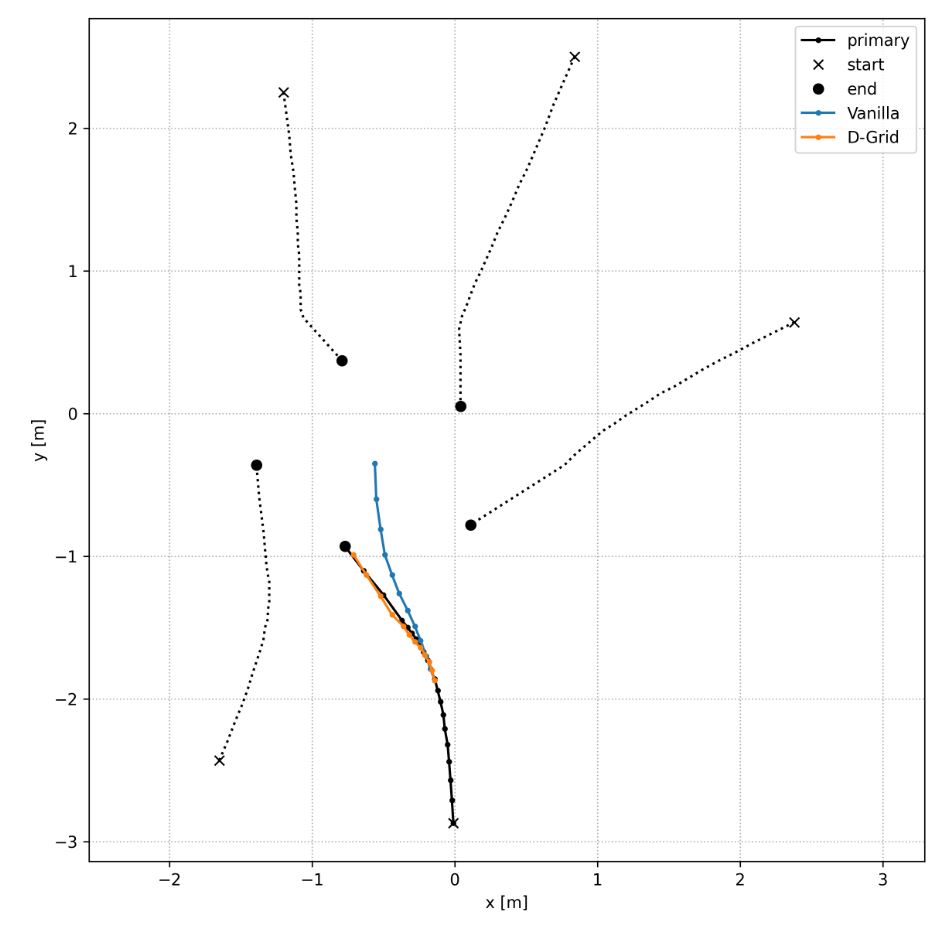 primary
start
end
Vanilla
D-Grid
2
1
0
−1
−2
−3
y [m]
−2
−1
0
1
2
3
x [m]